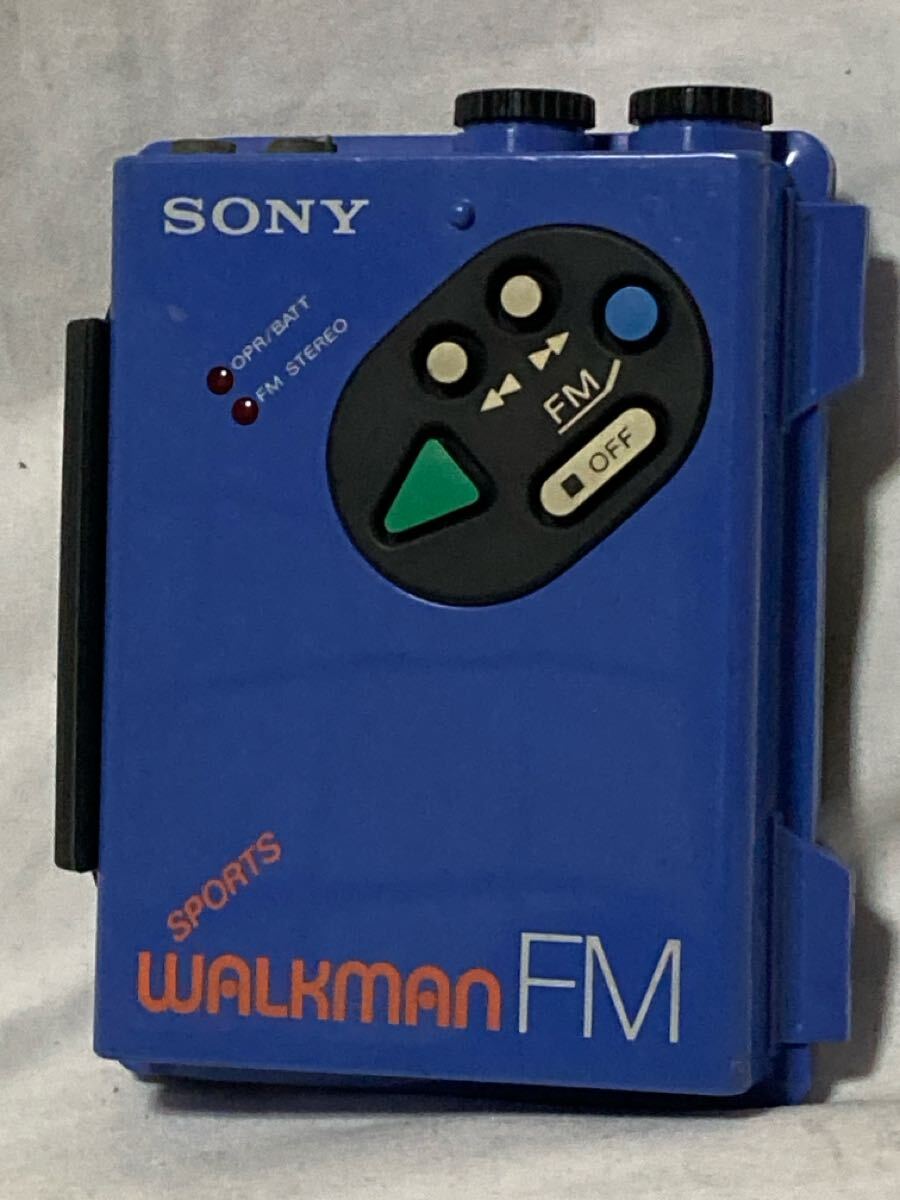 SONY
OPR/BATT
FM STEREO
FM
OFF
SPORTS
WALKMAN FM